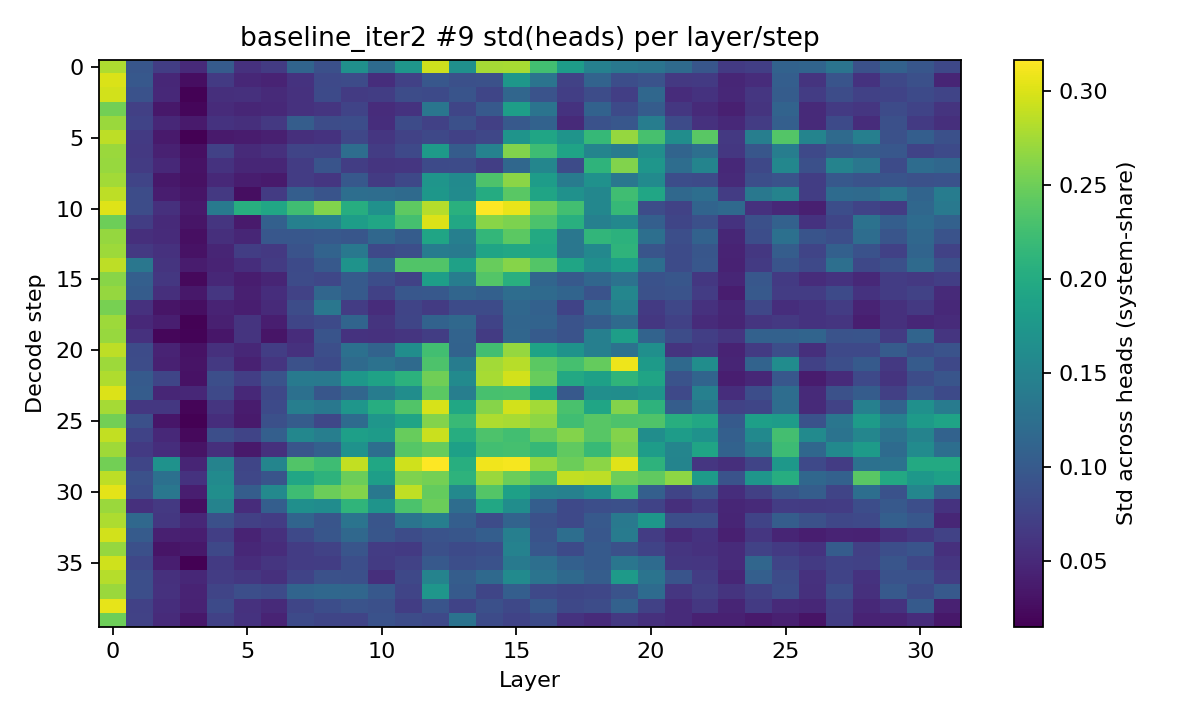 baseline_iter2 #9 std(heads) per layer/step
0
5
10
15
20
25
30
35
Decode step
0 5 10 15 20 25 30
Layer
0.30
0.25
0.20
0.15
0.10
0.05
Std across heads (system-share)